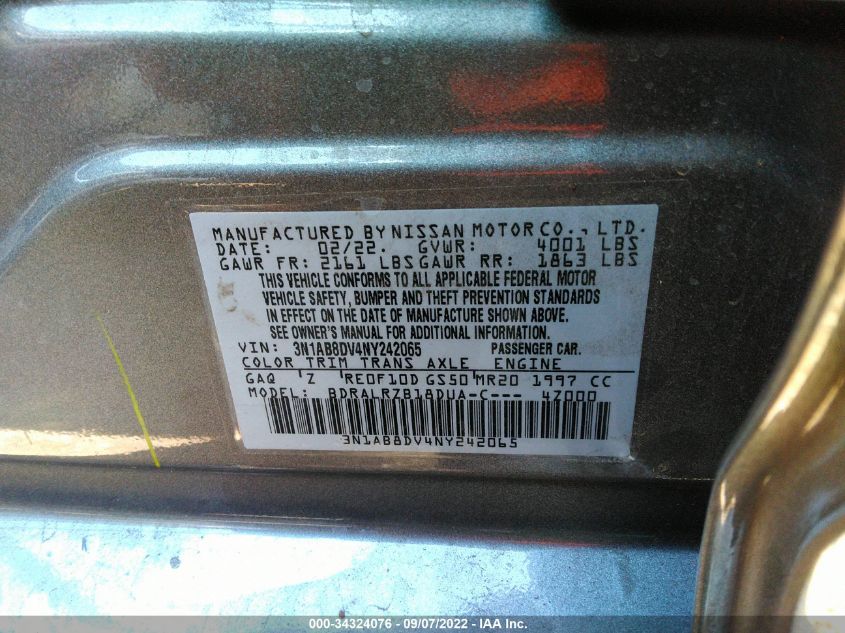 MANUFACTURED BY NISSAN MOTOR CO., LTD.
DATE: 02/22. GVWR: 4001 LBS
GAWR FR: 2161 LBS GAWR RR: 1863 LBS
THIS VEHICLE CONFORMS TO ALL APPLICABLE FEDERAL MOTOR
VEHICLE SAFETY, BUMPER AND THEFT PREVENTION STANDARDS
IN EFFECT ON THE DATE OF MANUFACTURE SHOWN ABOVE.
SEE OWNER'S MANUAL FOR ADDITIONAL INFORMATION.
VIN: 3N1AB8DV4NY242065 PASSENGER CAR.
COLOR TRIM TRANS AXLE ENGINE
GAQ Z RE0F10D GS50 MR20 1997 CC
MODEL: BDRALRZB18DUA-C--- 4Z000
3N1AB8DV4NY242065
000-34324076 - 09/07/2022 - IAA Inc.